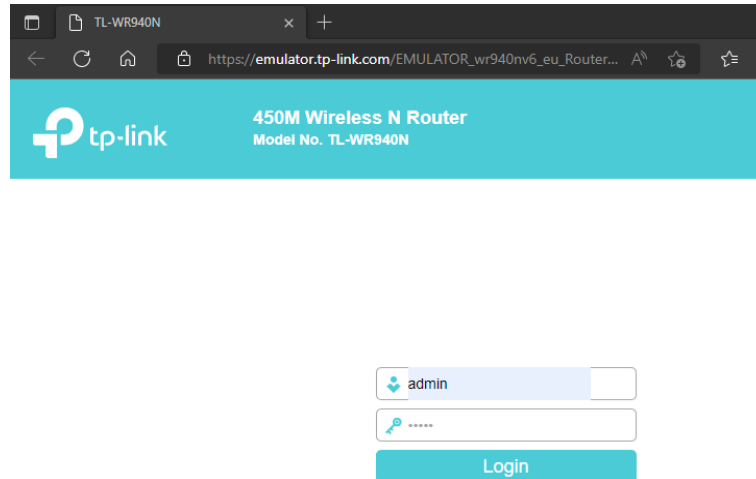 TL-WR940N
https://emulator.tp-link.com/EMULATOR_wr940nv6_eu_Router...
tp-link
450M Wireless N Router
Model No. TL-WR940N
admin
•••••
Login